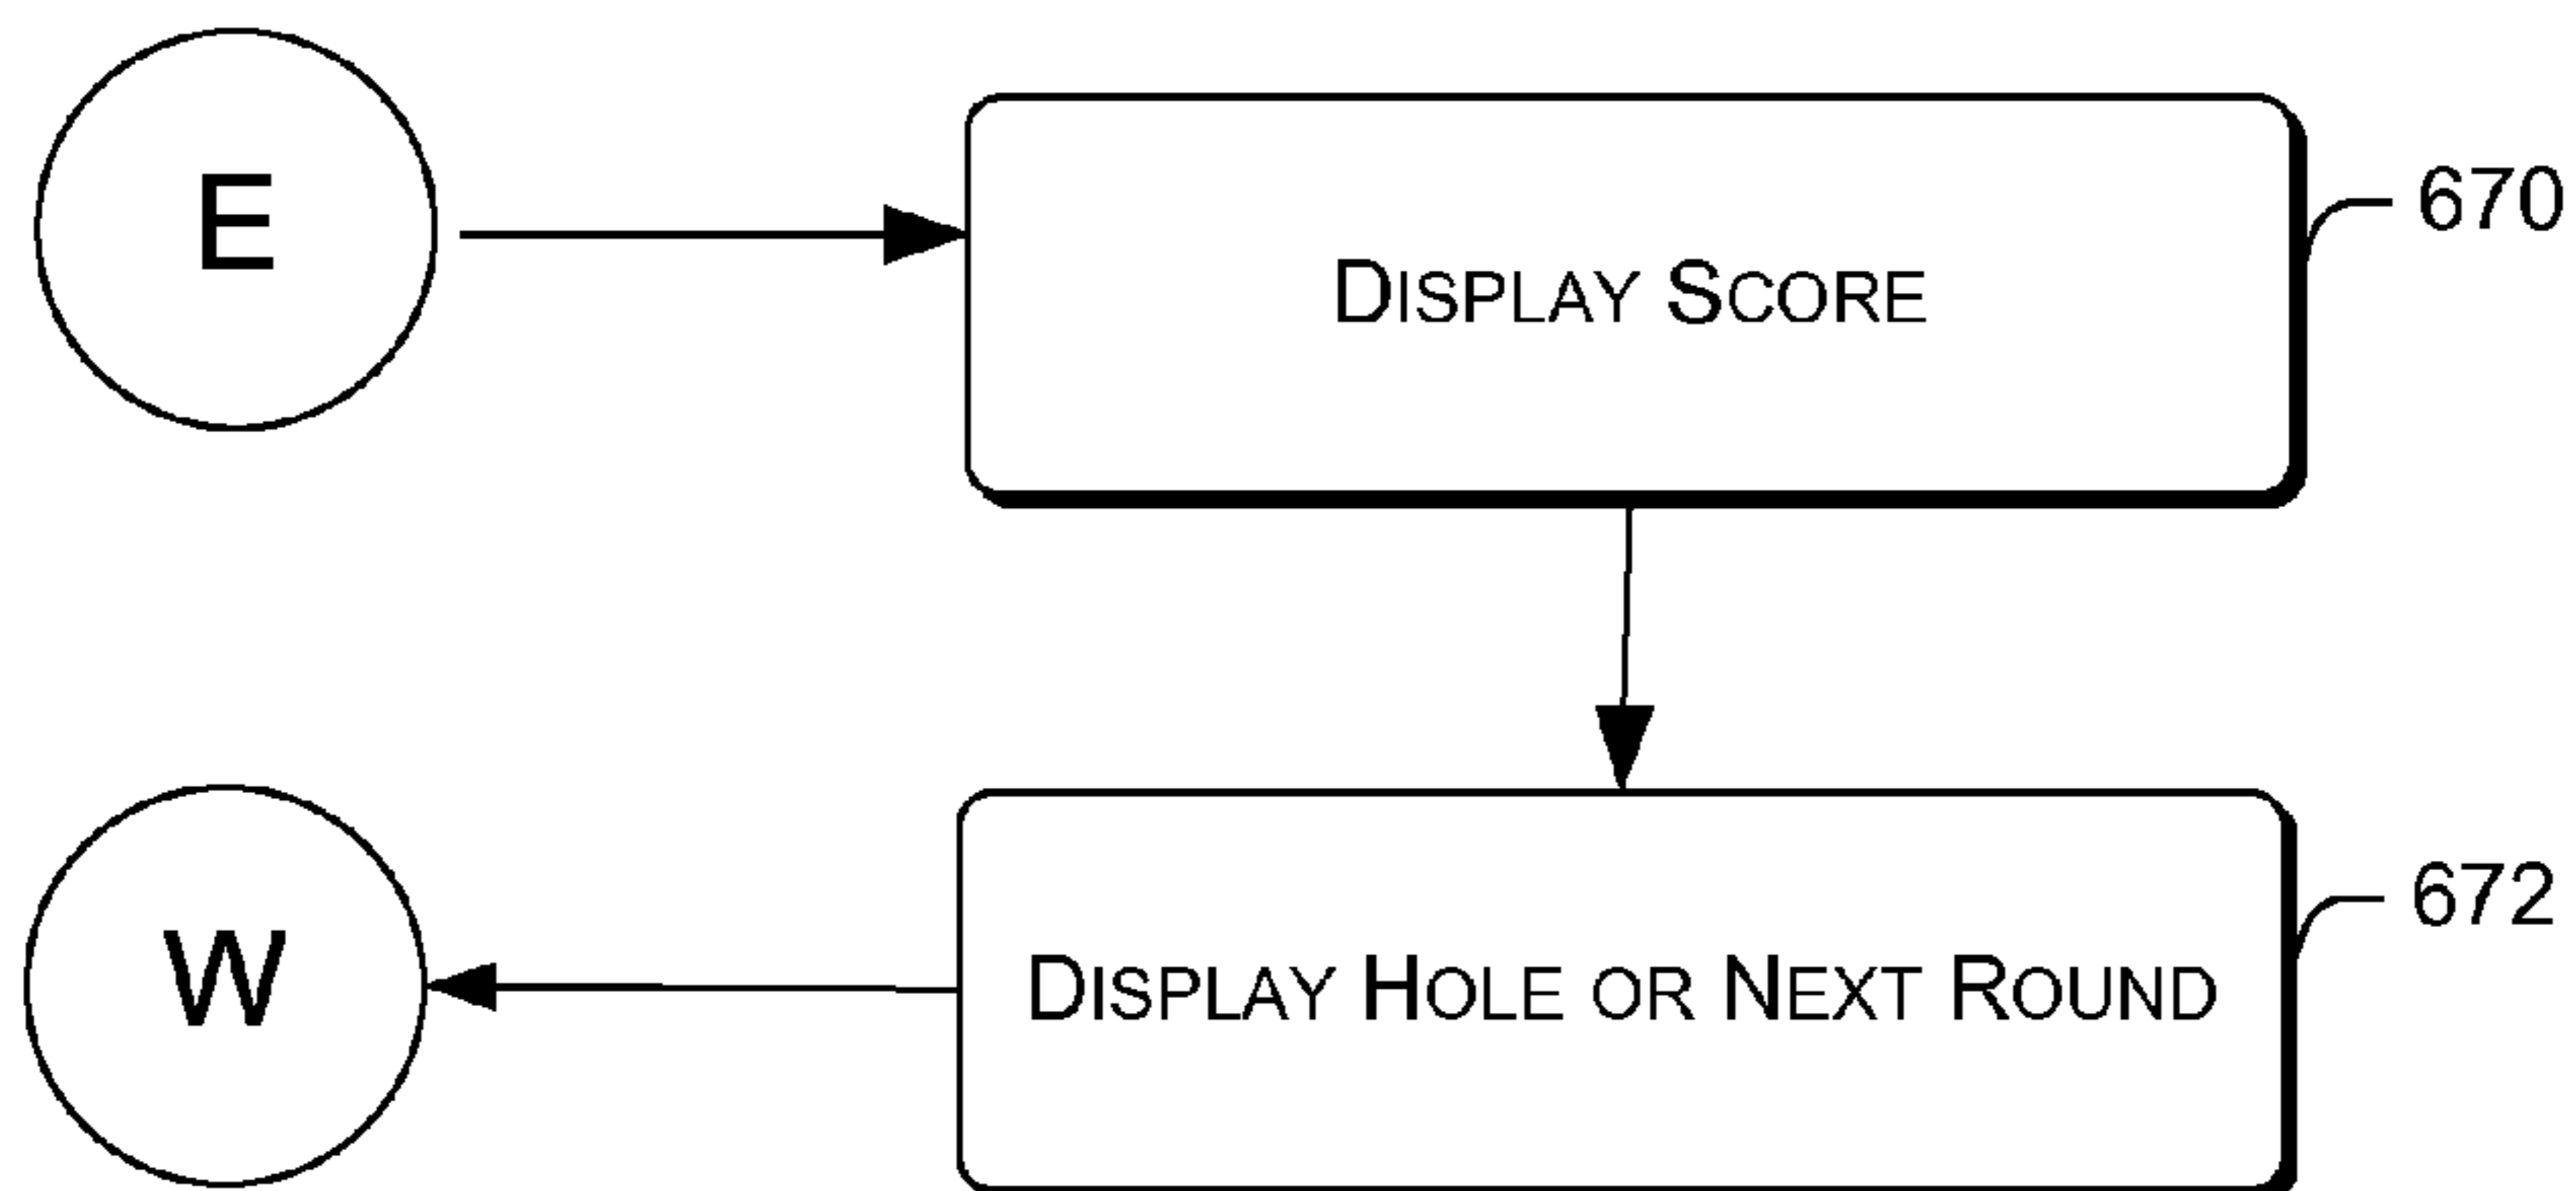 E
DISPLAY SCORE
670
W
DISPLAY HOLE OR NEXT ROUND
672